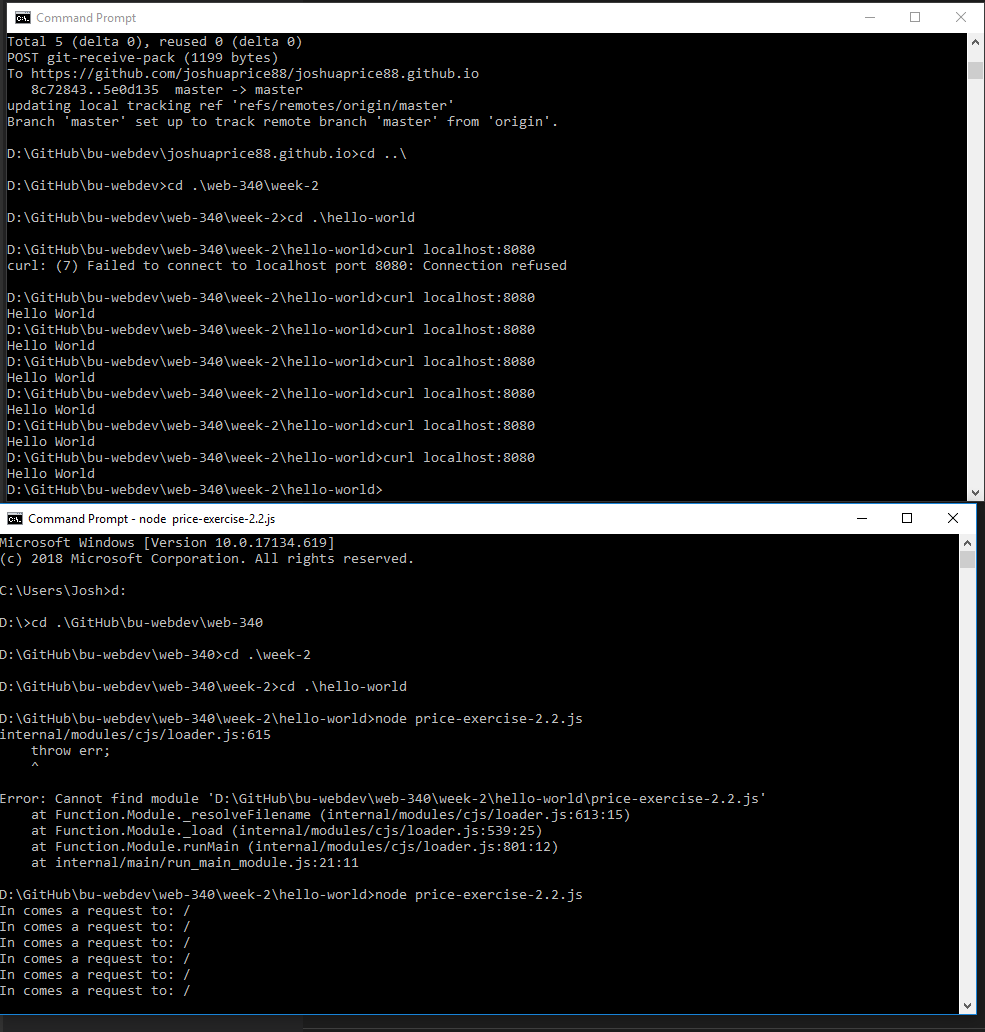 Command Prompt
Total 5 (delta 0), reused 0 (delta 0)
POST git-receive-pack (1199 bytes)
To https://github.com/joshuaprice88/joshuaprice88.github.io
   8c72843..5e0d135  master -> master
updating local tracking ref 'refs/remotes/origin/master'
Branch 'master' set up to track remote branch 'master' from 'origin'.
D:\GitHub\bu-webdev\joshuaprice88.github.io>cd ..\
D:\GitHub\bu-webdev>cd .\web-340\week-2
D:\GitHub\bu-webdev\web-340\week-2>cd .\hello-world
D:\GitHub\bu-webdev\web-340\week-2\hello-world>curl localhost:8080
curl: (7) Failed to connect to localhost port 8080: Connection refused
D:\GitHub\bu-webdev\web-340\week-2\hello-world>curl localhost:8080
Hello World
D:\GitHub\bu-webdev\web-340\week-2\hello-world>curl localhost:8080
Hello World
D:\GitHub\bu-webdev\web-340\week-2\hello-world>curl localhost:8080
Hello World
D:\GitHub\bu-webdev\web-340\week-2\hello-world>curl localhost:8080
Hello World
D:\GitHub\bu-webdev\web-340\week-2\hello-world>curl localhost:8080
Hello World
D:\GitHub\bu-webdev\web-340\week-2\hello-world>curl localhost:8080
Hello World
D:\GitHub\bu-webdev\web-340\week-2\hello-world>
Command Prompt - node  price-exercise-2.2.js
Microsoft Windows [Version 10.0.17134.619]
(c) 2018 Microsoft Corporation. All rights reserved.
C:\Users\Josh>d:
D:\>cd .\GitHub\bu-webdev\web-340
D:\GitHub\bu-webdev\web-340>cd .\week-2
D:\GitHub\bu-webdev\web-340\week-2>cd .\hello-world
D:\GitHub\bu-webdev\web-340\week-2\hello-world>node price-exercise-2.2.js
internal/modules/cjs/loader.js:615
    throw err;
    ^
Error: Cannot find module 'D:\GitHub\bu-webdev\web-340\week-2\hello-world\price-exercise-2.2.js'
    at Function.Module._resolveFilename (internal/modules/cjs/loader.js:613:15)
    at Function.Module._load (internal/modules/cjs/loader.js:539:25)
    at Function.Module.runMain (internal/modules/cjs/loader.js:801:12)
    at internal/main/run_main_module.js:21:11
D:\GitHub\bu-webdev\web-340\week-2\hello-world>node price-exercise-2.2.js
In comes a request to: /
In comes a request to: /
In comes a request to: /
In comes a request to: /
In comes a request to: /
In comes a request to: /